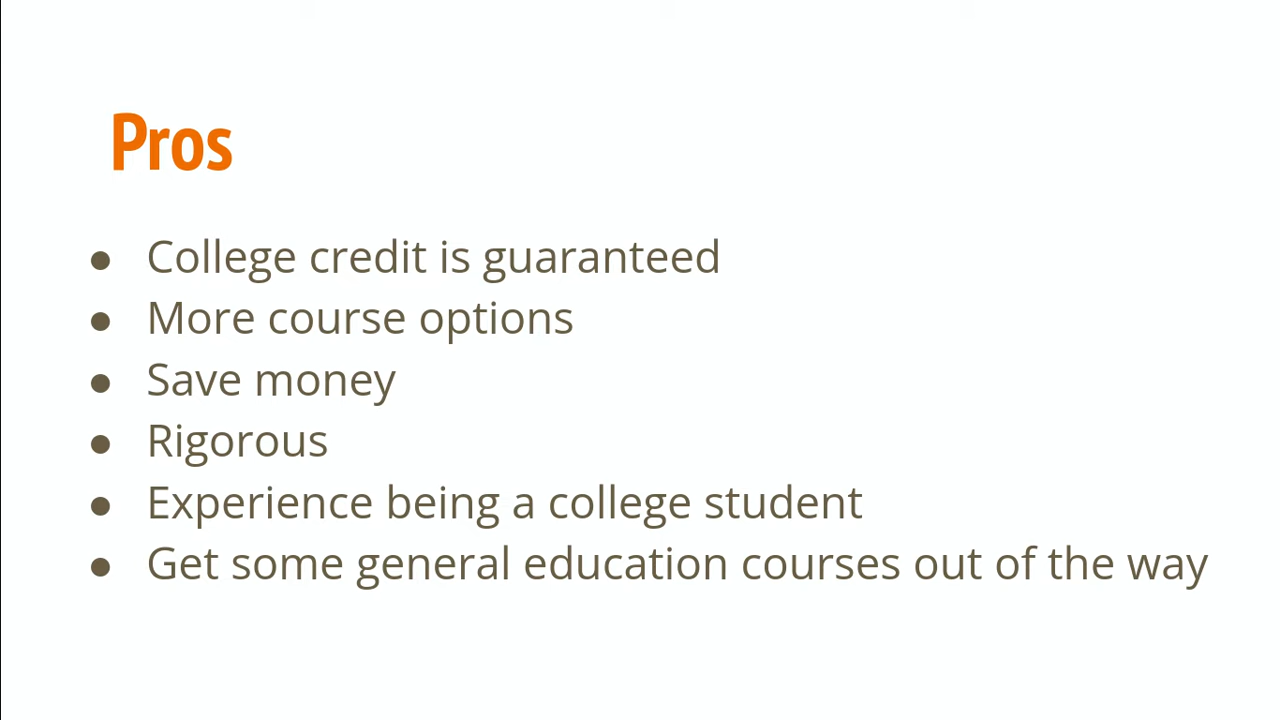 Pros
● College credit is guaranteed
● More course options
● Save money
● Rigorous
● Experience being a college student
● Get some general education courses out of the way